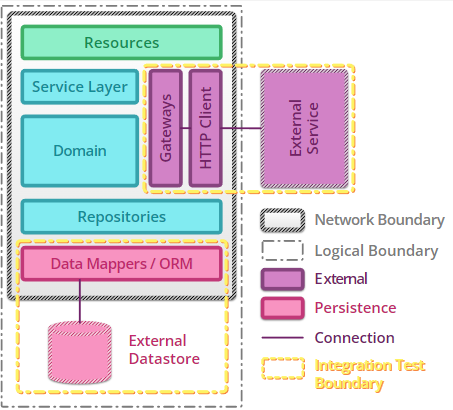 Resources
Service Layer
Domain
Gateways
HTTP Client
External
Service
Repositories
Data Mappers / ORM
External
Datastore
Network Boundary
Logical Boundary
External
Persistence
Connection
Integration Test
Boundary